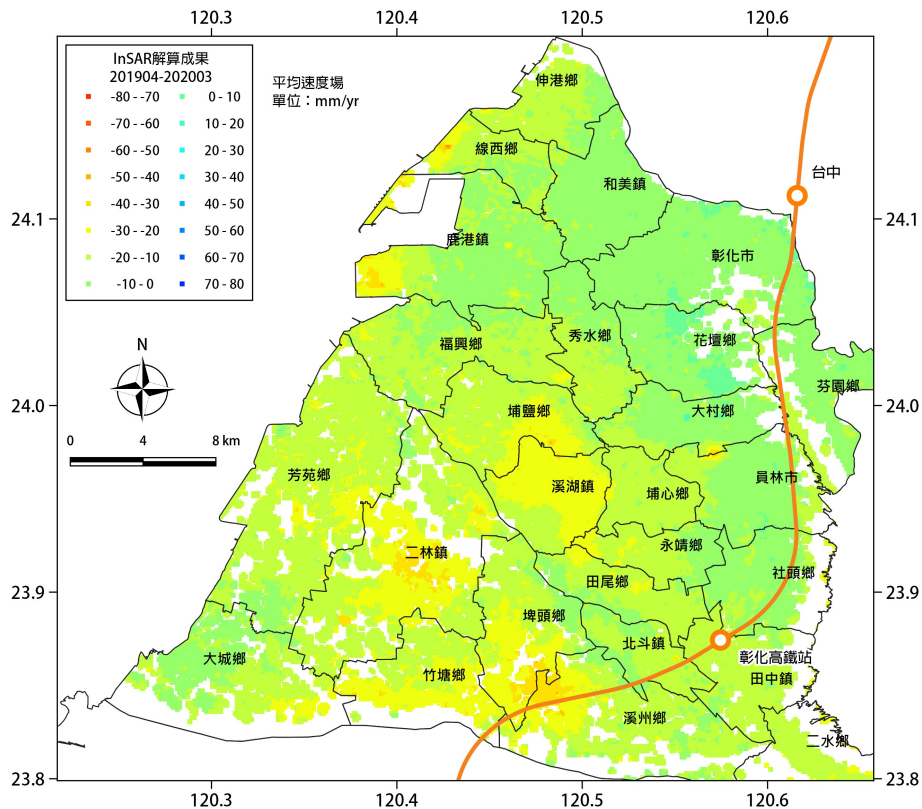 120.3 120.4 120.5 120.6
InSAR解算成果
201904-202003
-80 - -70 0 - 10
-70 - -60 10 - 20
-60 - -50 20 - 30
-50 - -40 30 - 40
-40 - -30 40 - 50
-30 - -20 50 - 60
-20 - -10 60 - 70
-10 - 0 70 - 80
平均速度場
單位：mm/yr
伸港鄉
線西鄉
和美鎮
台中
24.1 24.1
鹿港鎮
彰化市
N
福興鄉
秀水鄉
花壇鄉
芬園鄉
24.0 24.0
埔鹽鄉
大村鄉
0 4 8 km
芳苑鄉
溪湖鎮
埔心鄉
員林市
二林鎮
永靖鄉
田尾鄉
社頭鄉
23.9 23.9
埤頭鄉
北斗鎮
大城鄉
竹塘鄉
彰化高鐵站
田中鎮
溪州鄉
二水鄉
23.8 23.8
120.3 120.4 120.5 120.6